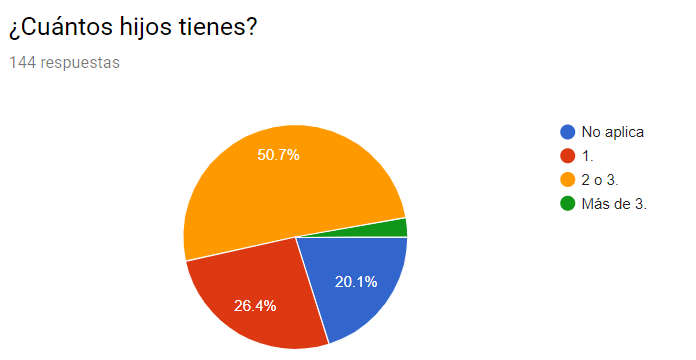 ¿Cuántos hijos tienes?
144 respuestas
50.7%
26.4%
20.1%
No aplica
1.
2 o 3.
Más de 3.